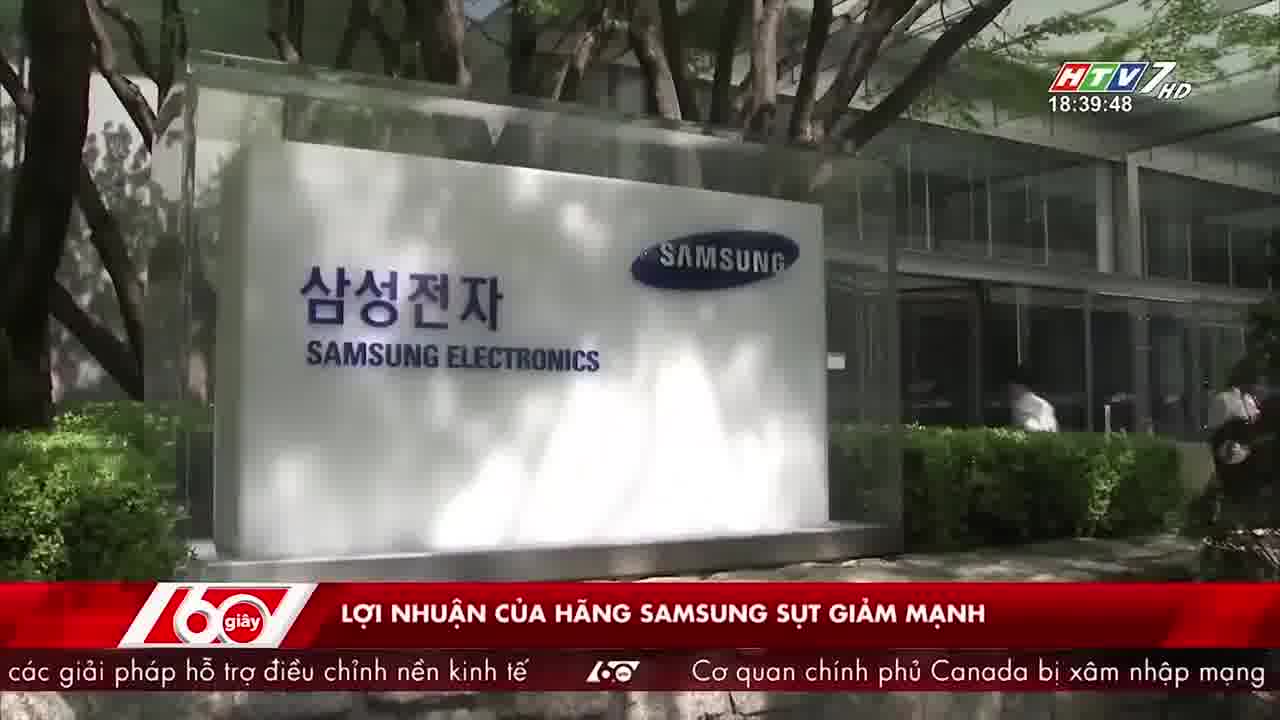 HTV7 HD
18:39:48
SAMSUNG
삼성전자
SAMSUNG ELECTRONICS
60 giây
LỢI NHUẬN CỦA HÃNG SAMSUNG SỤT GIẢM MẠNH
các giải pháp hỗ trợ điều chỉnh nền kinh tế 60 giây Cơ quan chính phủ Canada bị xâm nhập mạng